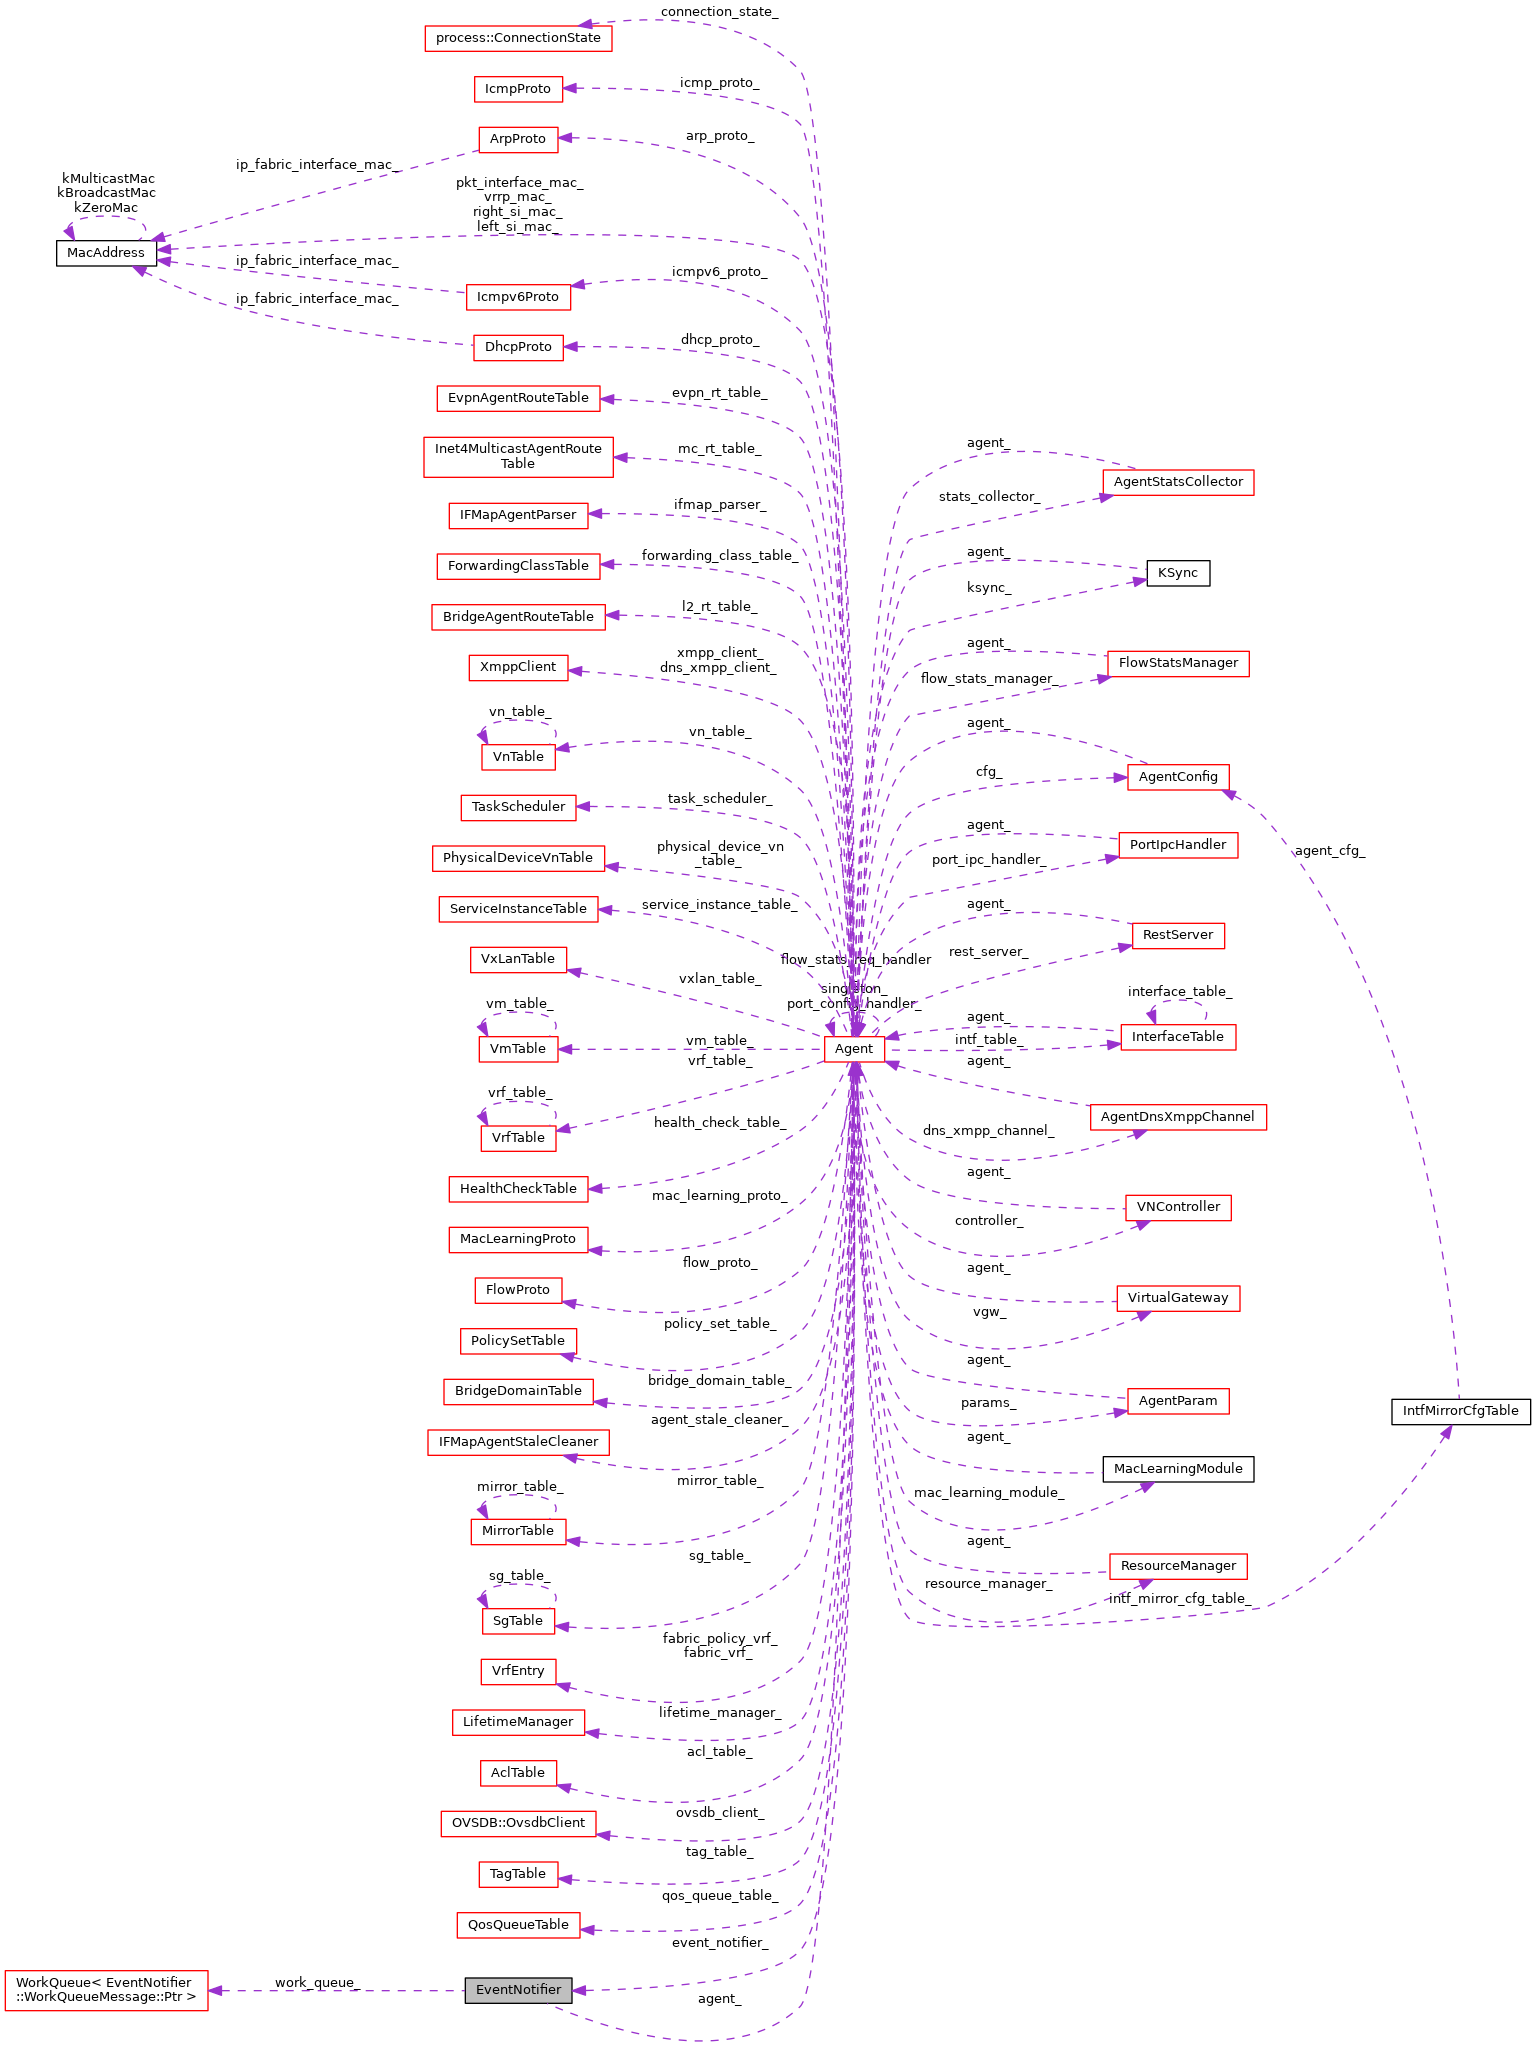 connection_state_
process::ConnectionState
icmp_proto_
IcmpProto
arp_proto_
ArpProto
ip_fabric_interface_mac_
kMulticastMac
kBroadcastMac
kZeroMac
pkt_interface_mac_
vrrp_mac_
right_si_mac_
left_si_mac_
MacAddress
ip_fabric_interface_mac_
icmpv6_proto_
Icmpv6Proto
ip_fabric_interface_mac_
dhcp_proto_
DhcpProto
evpn_rt_table_
EvpnAgentRouteTable
mc_rt_table_
Inet4MulticastAgentRoute
Table
ifmap_parser_
IFMapAgentParser
forwarding_class_table_
ForwardingClassTable
l2_rt_table_
BridgeAgentRouteTable
xmpp_client_
dns_xmpp_client_
XmppClient
vn_table_
vn_table_
VnTable
task_scheduler_
TaskScheduler
physical_device_vn
_table_
PhysicalDeviceVnTable
service_instance_table_
ServiceInstanceTable
VxLanTable
vxlan_table_
vm_table_
VmTable
vm_table_
vrf_table_
vrf_table_
VrfTable
health_check_table_
HealthCheckTable
mac_learning_proto_
MacLearningProto
flow_proto_
FlowProto
policy_set_table_
PolicySetTable
bridge_domain_table_
BridgeDomainTable
agent_stale_cleaner_
IFMapAgentStaleCleaner
mirror_table_
mirror_table_
MirrorTable
sg_table_
sg_table_
SgTable
fabric_policy_vrf_
fabric_vrf_
VrfEntry
lifetime_manager_
LifetimeManager
acl_table_
AclTable
ovsdb_client_
OVSDB::OvsdbClient
tag_table_
TagTable
qos_queue_table_
QosQueueTable
event_notifier_
WorkQueue< EventNotifier
::WorkQueueMessage::Ptr >
work_queue_
EventNotifier
agent_
flow_stats_req_handler
singleton_
port_config_handler_
Agent
agent_
AgentStatsCollector
stats_collector_
agent_
KSync
ksync_
agent_
FlowStatsManager
flow_stats_manager_
agent_
cfg_
AgentConfig
agent_
PortIpcHandler
port_ipc_handler_
agent_cfg_
agent_
RestServer
rest_server_
interface_table_
agent_
InterfaceTable
intf_table_
agent_
AgentDnsXmppChannel
dns_xmpp_channel_
agent_
VNController
controller_
agent_
VirtualGateway
vgw_
agent_
AgentParam
params_
IntfMirrorCfgTable
agent_
MacLearningModule
mac_learning_module_
agent_
ResourceManager
resource_manager_
intf_mirror_cfg_table_